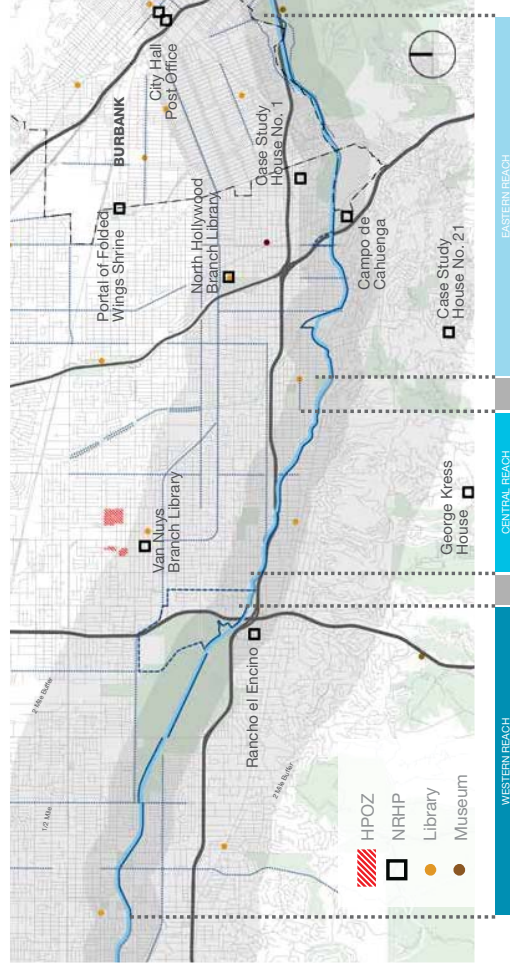 City Hall
Post Office
BURBANK
Portal of Folded
Wings Shrine
North Hollywood
Branch Library
Case Study
House No. 1
Campo de
Cahuenga
Case Study
House No. 21
Van Nuys
Branch Library
George Kress
House
Rancho el Encino
2 Mile Buffer
1/2 Mile
2 Mile Buffer
HPOZ
NRHP
Library
Museum
WESTERN REACH
CENTRAL REACH
EASTERN REACH